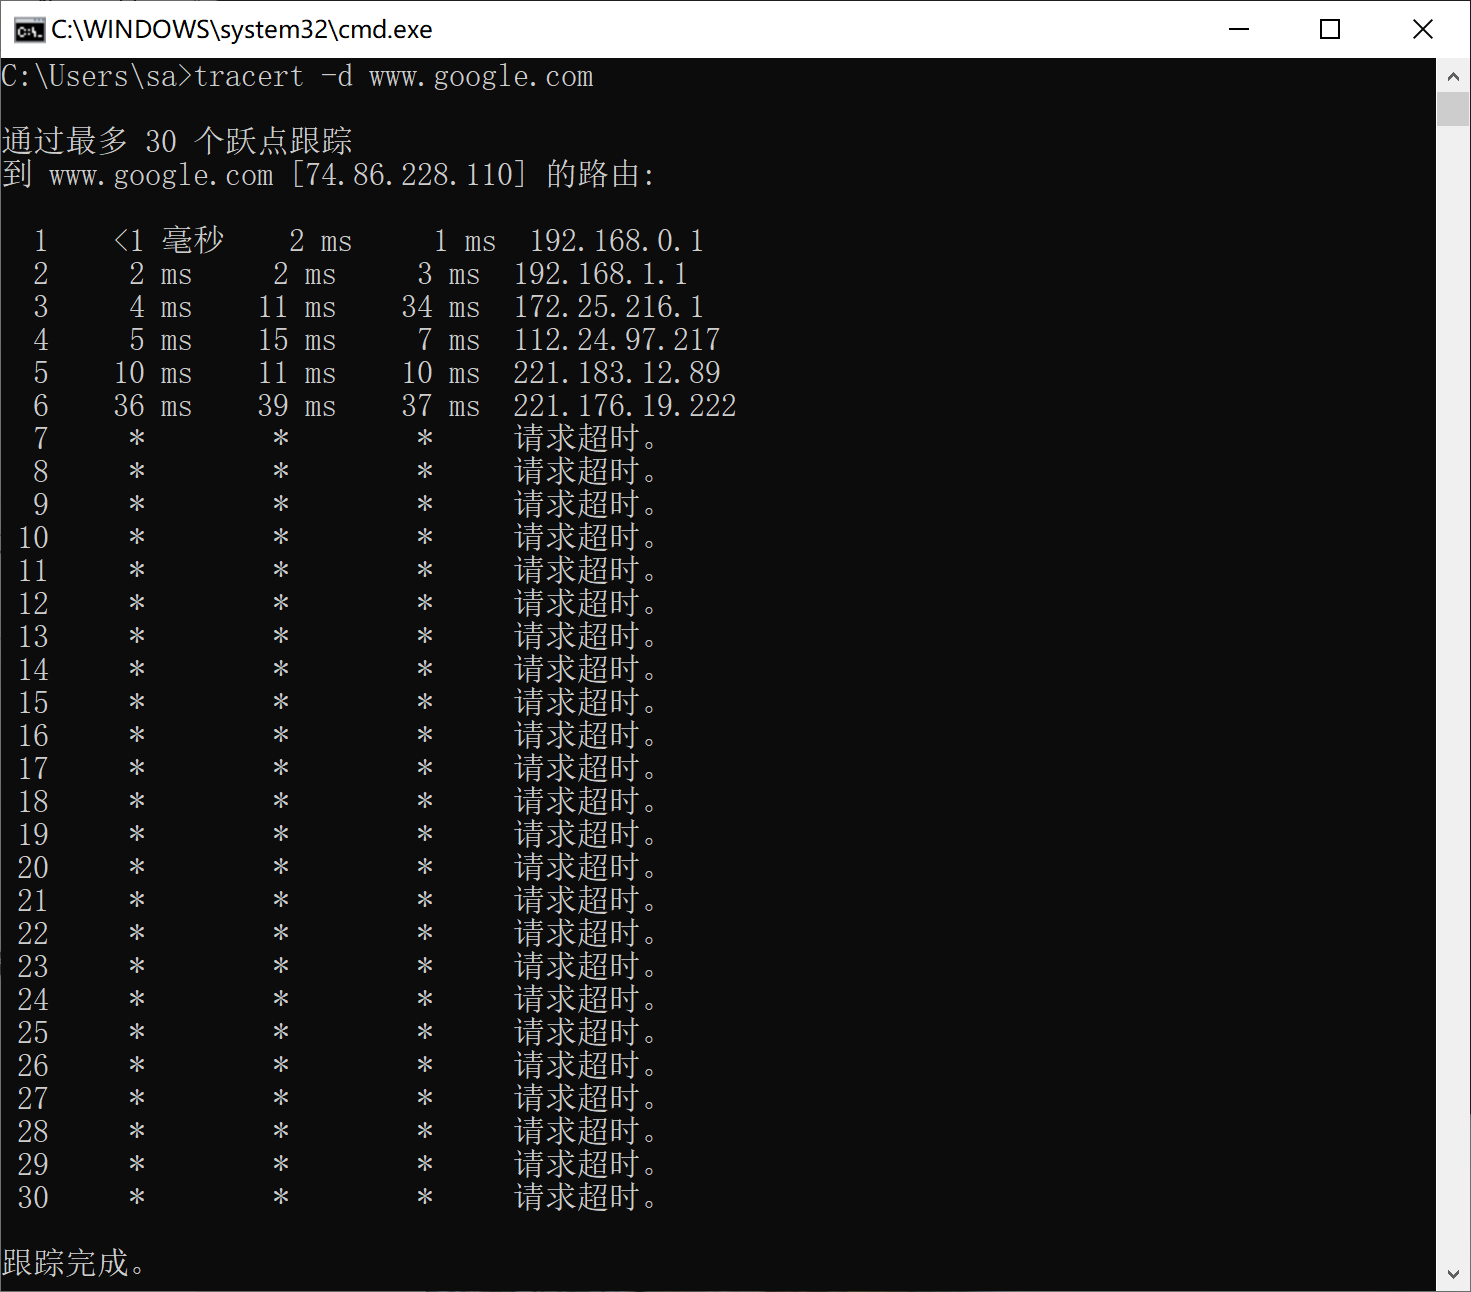 C:\WINDOWS\system32\cmd.exe
C:\Users\sa>tracert -d www.google.com
通过最多 30 个跃点跟踪
到 www.google.com [74.86.228.110] 的路由:
1 <1 毫秒 2 ms 1 ms 192.168.0.1
2 2 ms 2 ms 3 ms 192.168.1.1
3 4 ms 11 ms 34 ms 172.25.216.1
4 5 ms 15 ms 7 ms 112.24.97.217
5 10 ms 11 ms 10 ms 221.183.12.89
6 36 ms 39 ms 37 ms 221.176.19.222
7 * * * 请求超时。
8 * * * 请求超时。
9 * * * 请求超时。
10 * * * 请求超时。
11 * * * 请求超时。
12 * * * 请求超时。
13 * * * 请求超时。
14 * * * 请求超时。
15 * * * 请求超时。
16 * * * 请求超时。
17 * * * 请求超时。
18 * * * 请求超时。
19 * * * 请求超时。
20 * * * 请求超时。
21 * * * 请求超时。
22 * * * 请求超时。
23 * * * 请求超时。
24 * * * 请求超时。
25 * * * 请求超时。
26 * * * 请求超时。
27 * * * 请求超时。
28 * * * 请求超时。
29 * * * 请求超时。
30 * * * 请求超时。
跟踪完成。